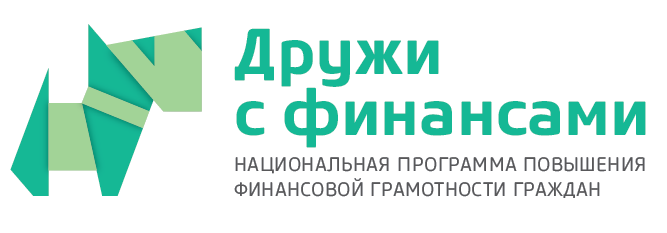 Дружи
с финансами
НАЦИОНАЛЬНАЯ ПРОГРАММА ПОВЫШЕНИЯ
ФИНАНСОВОЙ ГРАМОТНОСТИ ГРАЖДАН